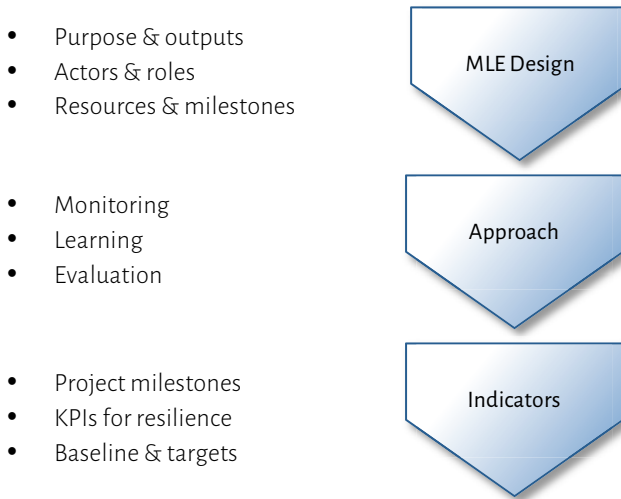 • Purpose & outputs
• Actors & roles
• Resources & milestones
MLE Design
• Monitoring
• Learning
• Evaluation
Approach
• Project milestones
• KPIs for resilience
• Baseline & targets
Indicators